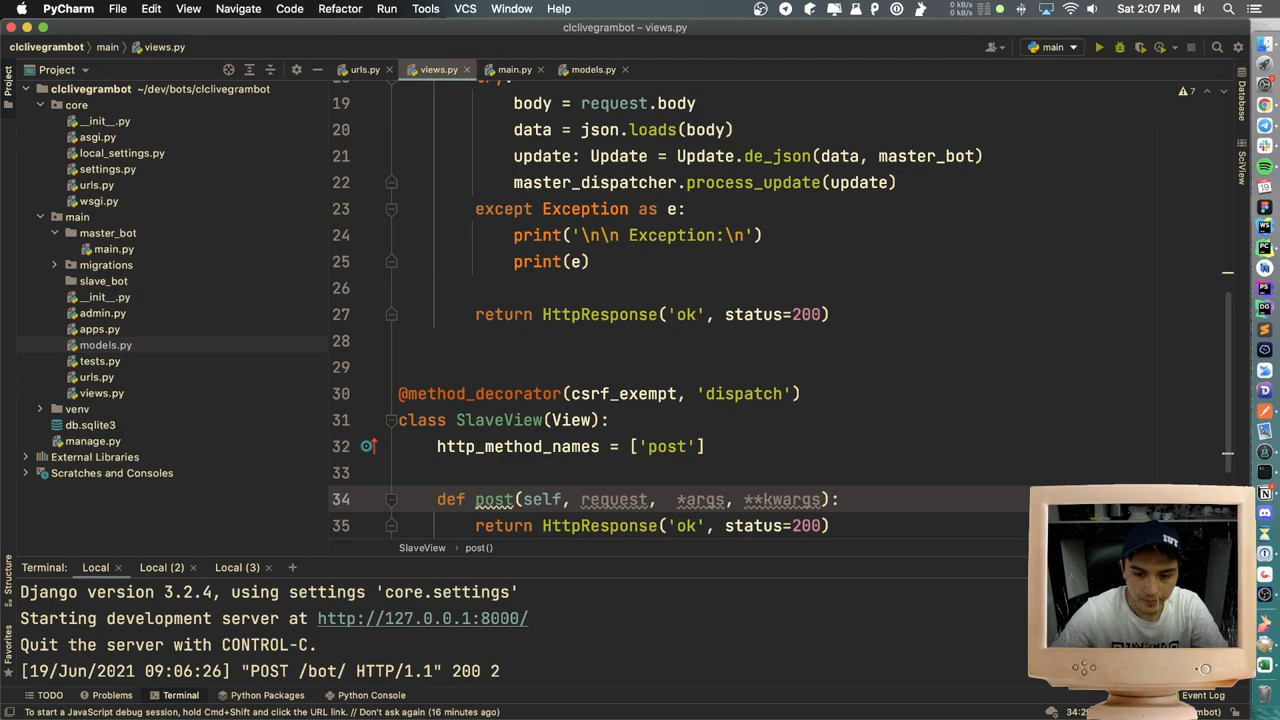 PyCharm File Edit View Navigate Code Refactor Run Tools VCS Window Help
0 kB/s
0 kB/s
Sat 2:07 PM
clclivegrambot – views.py
clclivegrambot main views.py
main
Project
urls.py views.py main.py models.py
clclivegrambot ~/dev/bots/clclivegrambot
core
__init__.py
asgi.py
local_settings.py
settings.py
urls.py
wsgi.py
main
master_bot
main.py
migrations
slave_bot
__init__.py
admin.py
apps.py
models.py
tests.py
urls.py
views.py
venv
db.sqlite3
manage.py
External Libraries
Scratches and Consoles
Project
Structure
Favorites
Database
SciView
7
19 body = request.body
20 data = json.loads(body)
21 update: Update = Update.de_json(data, master_bot)
22 master_dispatcher.process_update(update)
23 except Exception as e:
24 print('\n\n Exception:\n')
25 print(e)
26
27 return HttpResponse('ok', status=200)
28
29
30 @method_decorator(csrf_exempt, 'dispatch')
31 class SlaveView(View):
32 http_method_names = ['post']
33
34 def post(self, request,  *args, **kwargs):
35 return HttpResponse('ok', status=200)
SlaveView post()
Terminal: Local Local (2) Local (3)
Django version 3.2.4, using settings 'core.settings'
Starting development server at http://127.0.0.1:8000/
Quit the server with CONTROL-C.
[19/Jun/2021 09:06:26] "POST /bot/ HTTP/1.1" 200 2
TODO Problems Terminal Python Packages Python Console
Event Log
To start a JavaScript debug session, hold Cmd+Shift and click the URL link. // Don't ask again (16 minutes ago)
IUT